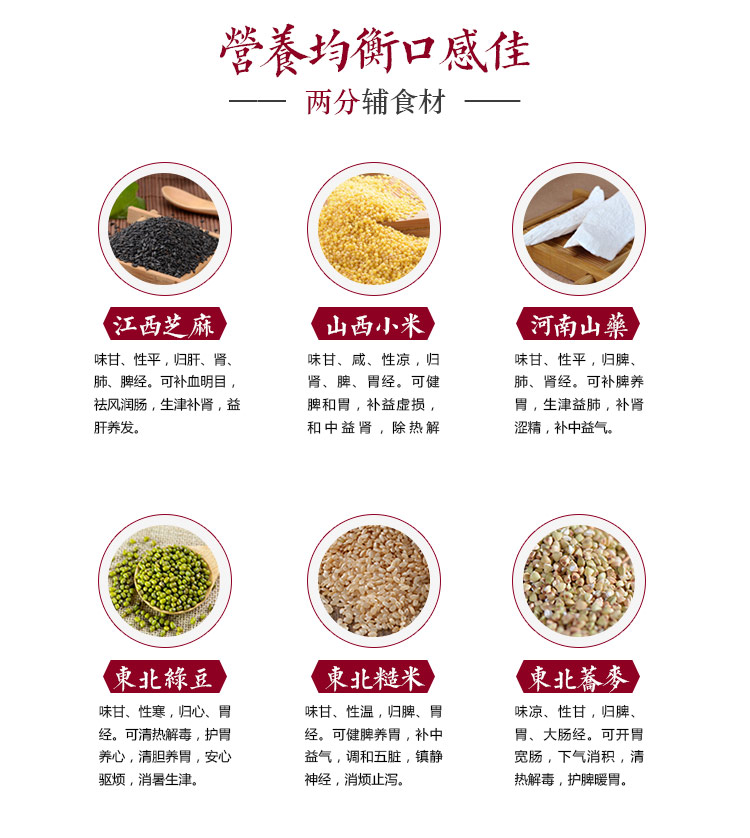 營養均衡口感佳
两分辅食材
江西芝麻
味甘、性平，归肝、肾、
肺、脾经。可补血明目，
祛风润肠，生津补肾，益
肝养发。
山西小米
味甘、咸、性凉，归
肾、脾、胃经。可健
脾和胃，补益虚损，
和中益肾，除热解
河南山藥
味甘、性平，归脾、
肺、肾经。可补脾养
胃，生津益肺，补肾
涩精，补中益气。
東北綠豆
味甘、性寒，归心、胃
经。可清热解毒，护胃
养心，清胆养胃，安心
驱烦，消暑生津。
東北糙米
味甘、性温，归脾、胃
经。可健脾养胃，补中
益气，调和五脏，镇静
神经，消烦止泻。
東北蕎麥
味凉、性甘，归脾、
胃、大肠经。可开胃
宽肠，下气消积，清
热解毒，护脾暖胃。